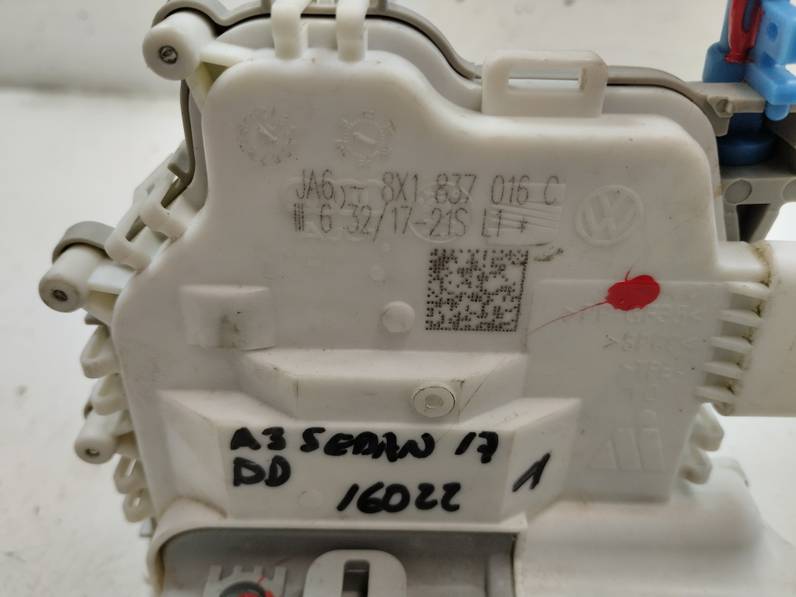 JA6 8X1 837 016 C
6 32/17-21S L1 *
A3 SEDAN 17
DD
16022 1